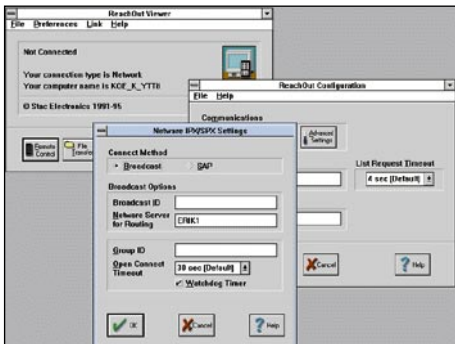 ReachOut Viewer
File Preferences Link Help
Not Connected
Your connection type is Network
Your computer name is KOE_K_YTT8
© Stac Electronics 1991-95
Remote Control
File Transfer
ReachOut Configuration
File Help
Communications
Advanced Settings
List Request Timeout
4 sec [Default]
Cancel
Help
Netware IPX/SPX Settings
Connect Method
Broadcast SAP
Broadcast Options
Broadcast ID
Network Server for Routing ERIK1
Group ID
Open Connect Timeout 30 sec [Default]
Watchdog Timer
OK Cancel Help